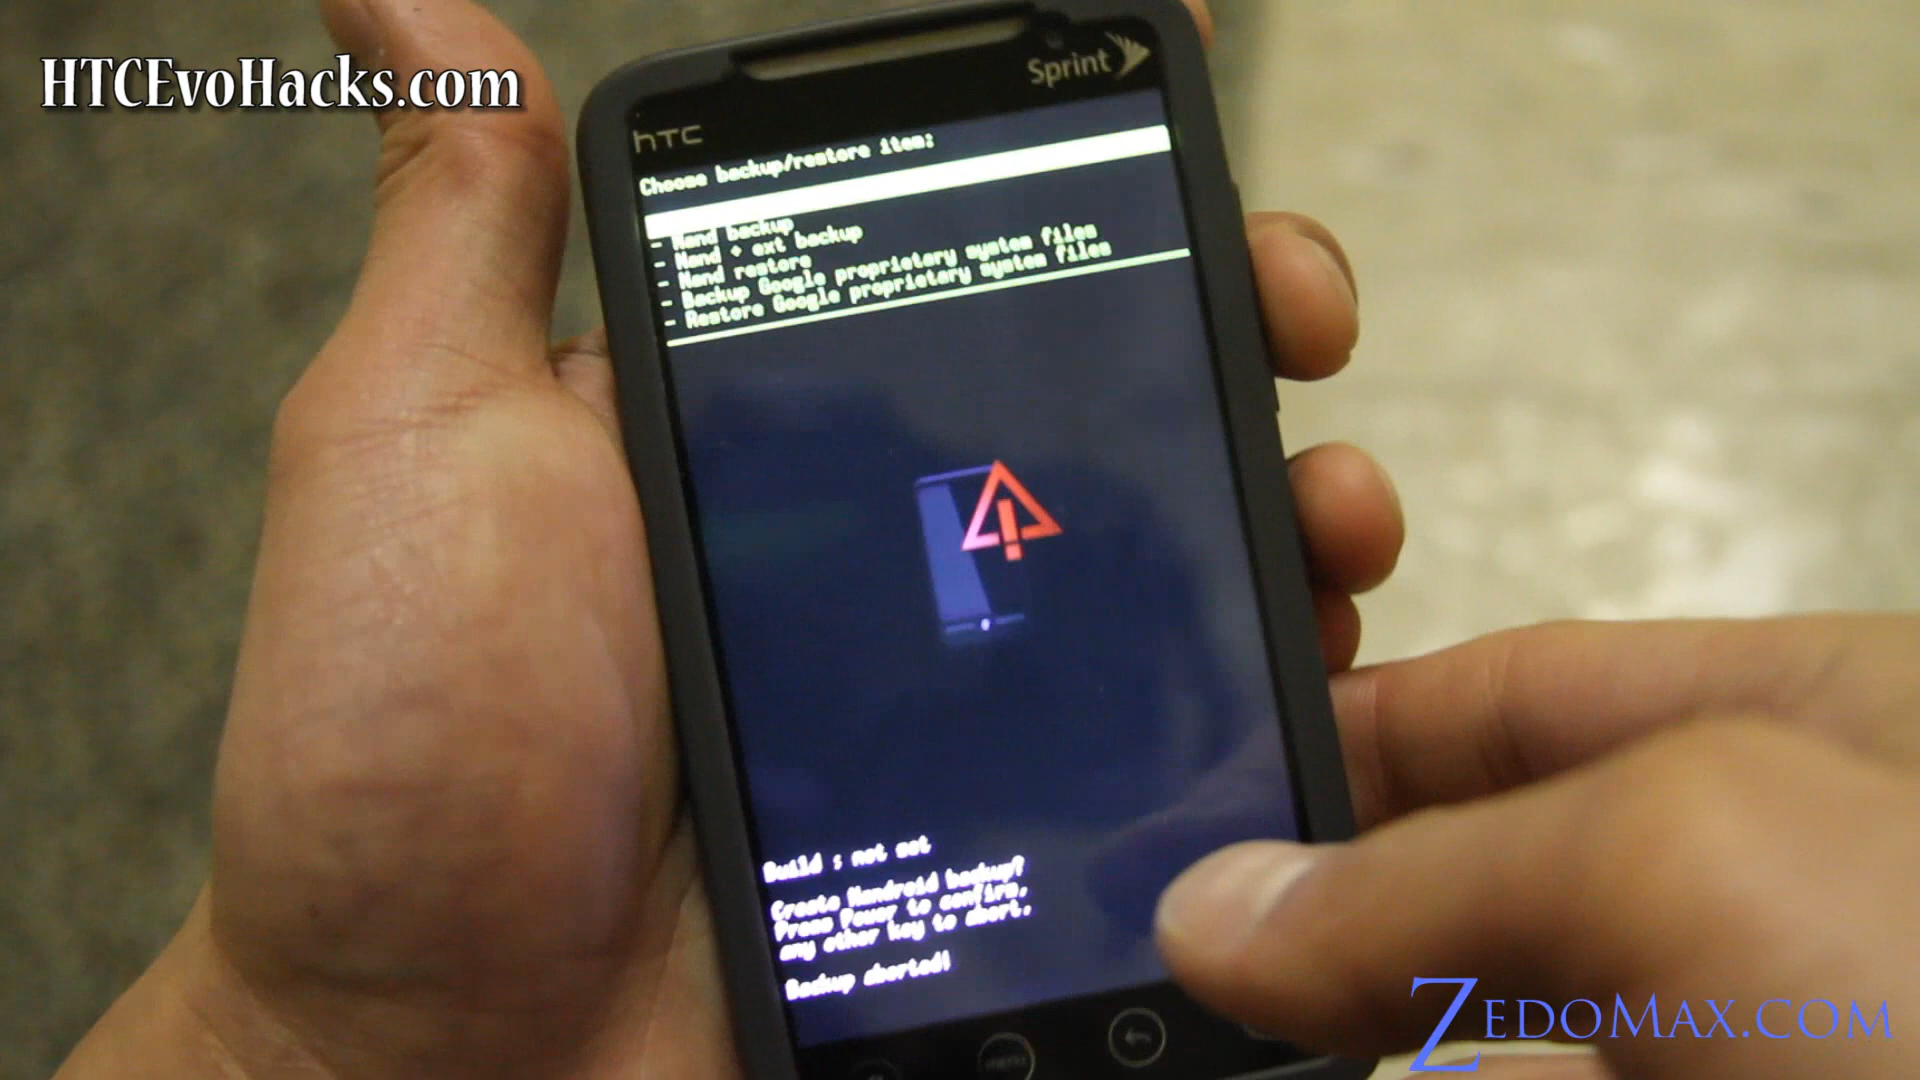 HTCEvoHacks.com
Sprint
hTC
Choose backup/restore item:
- Nand backup
- Nand + ext backup
- Nand restore
- Backup Google proprietary system files
- Restore Google proprietary system files
Build : not set
Create Nandroid backup?
Press Power to confirm,
any other key to abort.
Backup aborted!
menu
ZEDOMAX.COM